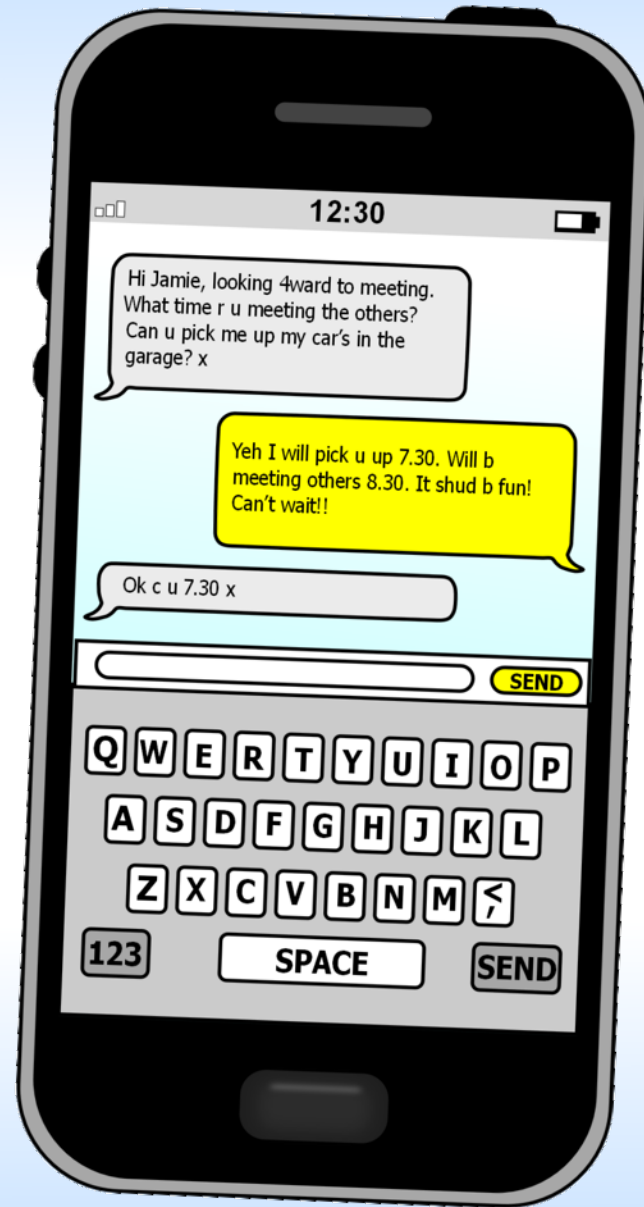 12:30
Hi Jamie, looking 4ward to meeting.
What time r u meeting the others?
Can u pick me up my car's in the
garage? x
Yeh I will pick u up 7.30. Will b
meeting others 8.30. It shud b fun!
Can't wait!!
Ok c u 7.30 x
SEND
Q W E R T Y U I O P
A S D F G H J K L
Z X C V B N M <,
123 SPACE SEND